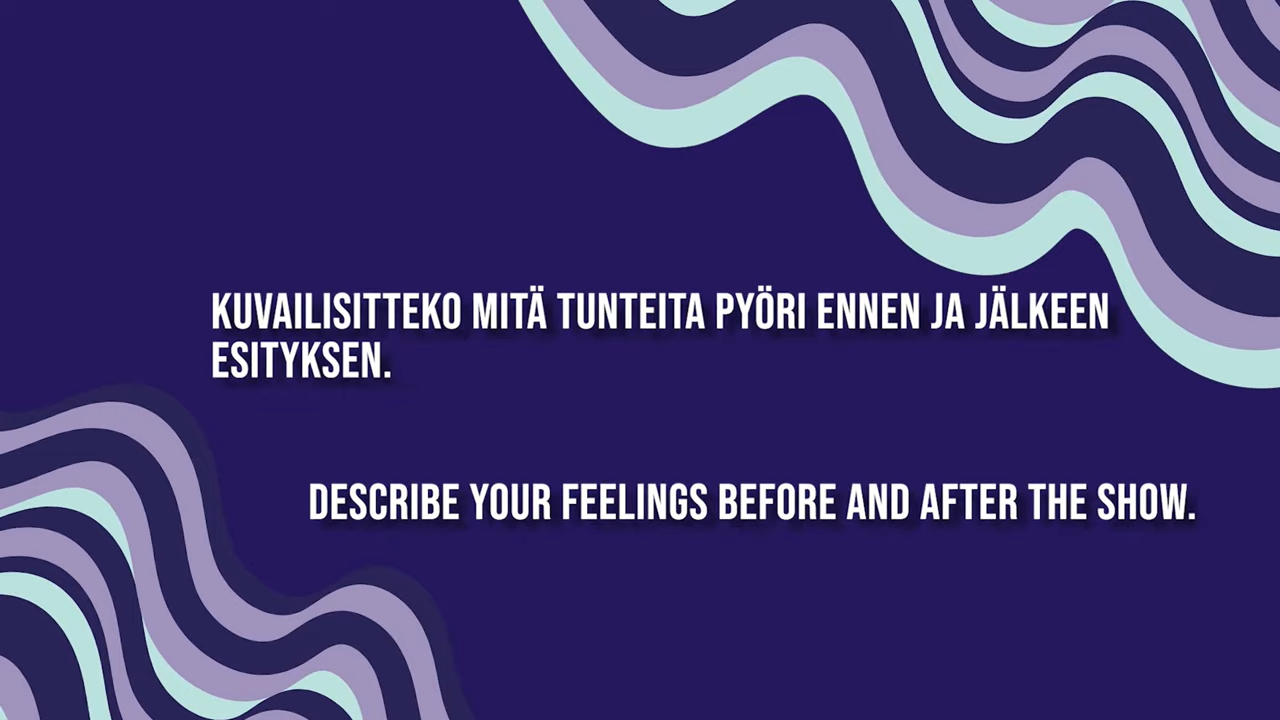 KUVAILISITTEKO MITÄ TUNTEITA PYÖRI ENNEN JA JÄLKEEN
ESITYKSEN.
DESCRIBE YOUR FEELINGS BEFORE AND AFTER THE SHOW.